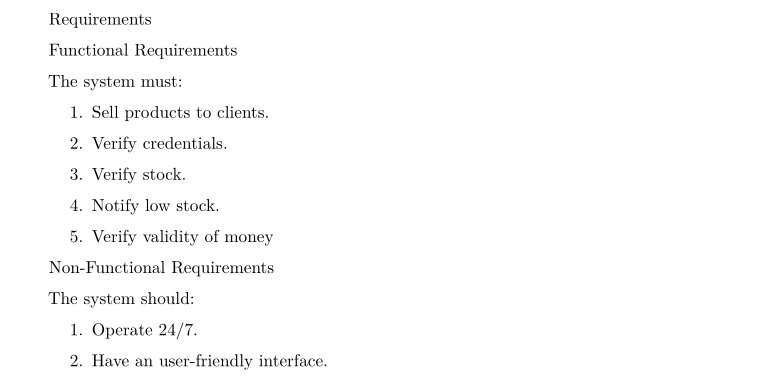 Requirements
Functional Requirements
The system must:
1. Sell products to clients.
2. Verify credentials.
3. Verify stock.
4. Notify low stock.
5. Verify validity of money
Non-Functional Requirements
The system should:
1. Operate 24/7.
2. Have an user-friendly interface.